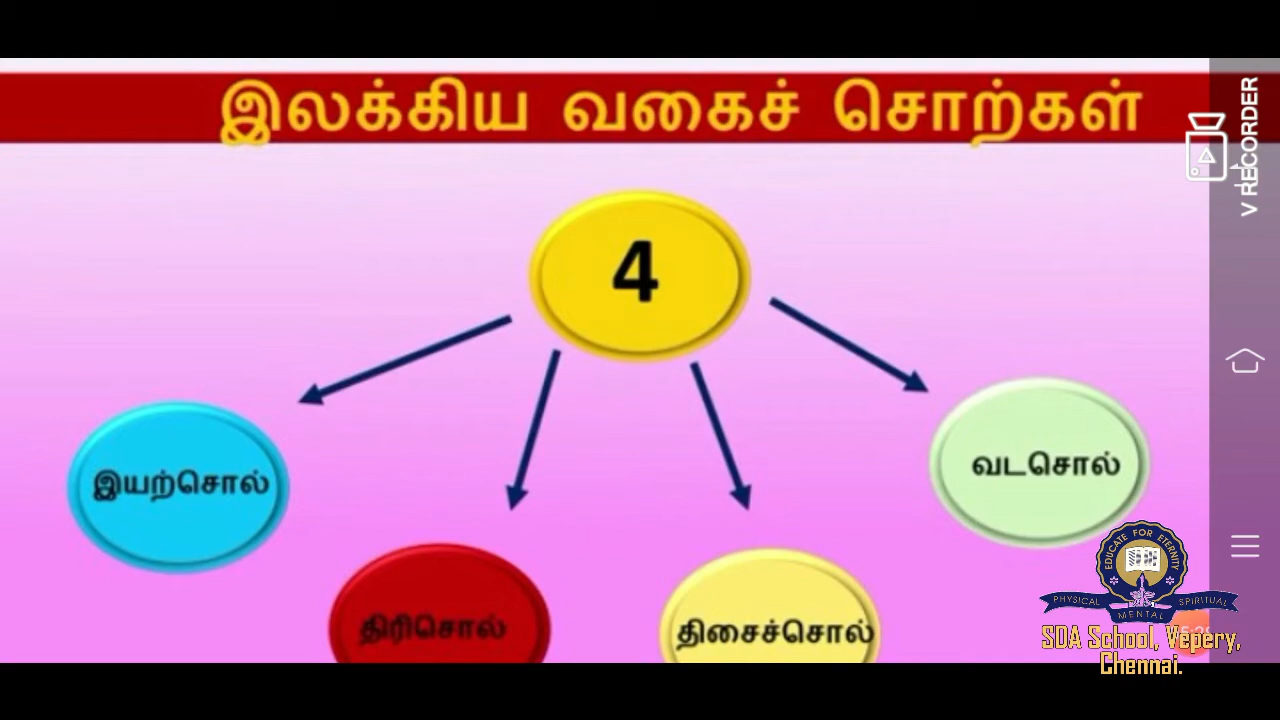 இலக்கிய வகைச் சொற்கள்
4
இயற்சொல்
வடசொல்
திரிசொல்
திசைச்சொல்
V RECORDER
EDUCATE FOR ETERNITY
PHYSICAL
MENTAL
SPIRITUAL
SDA School, Vepery,
Chennai.